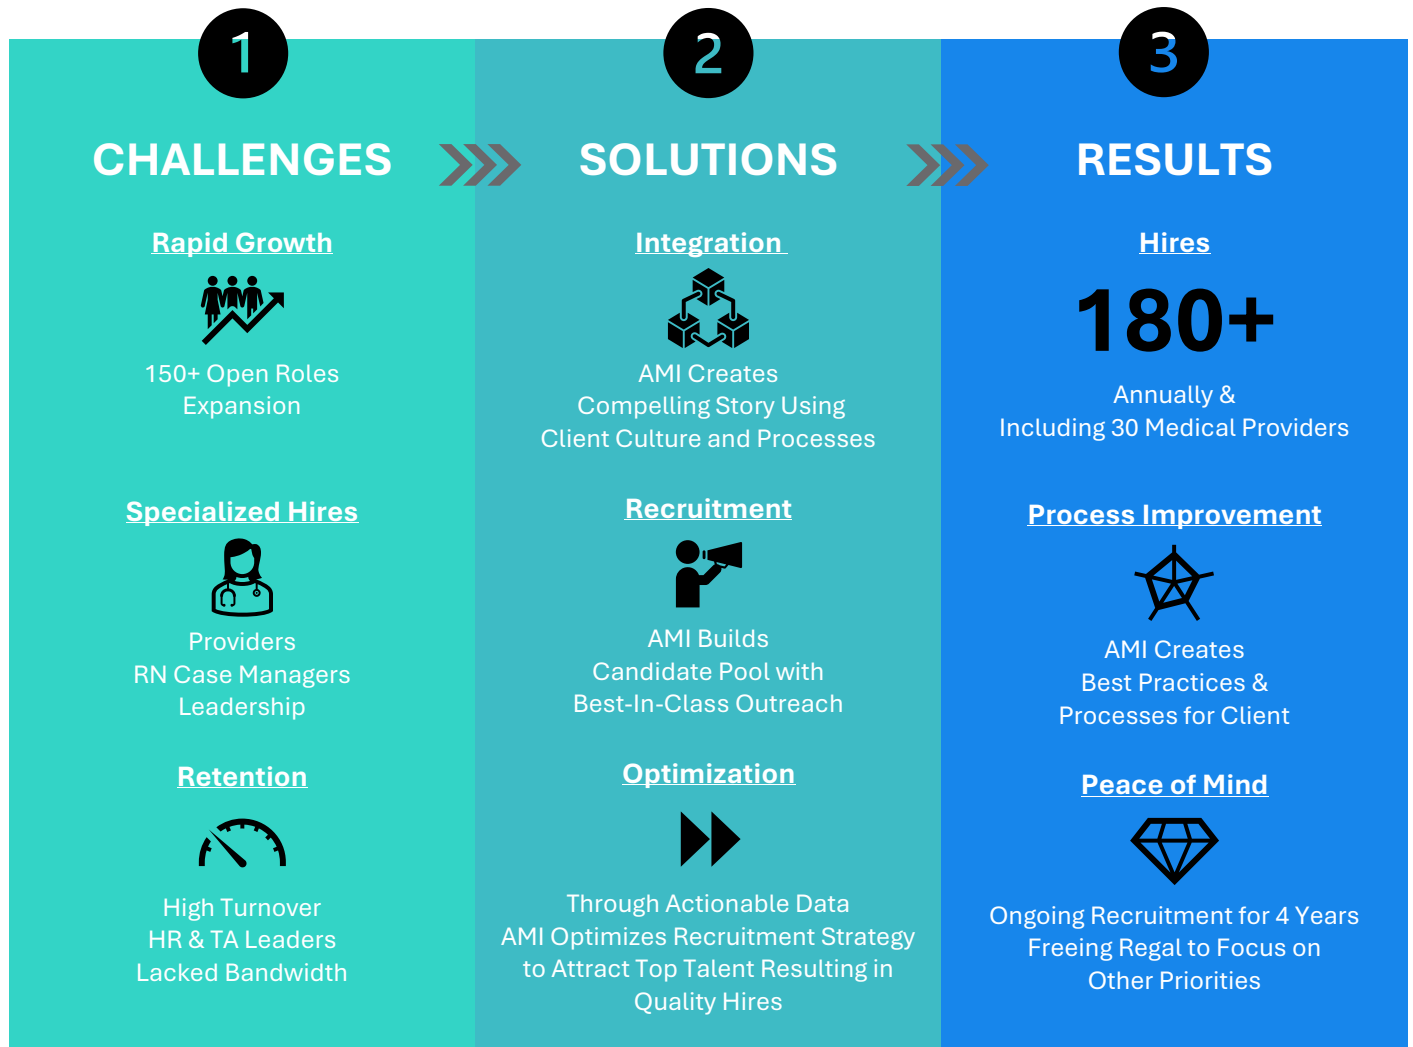 1
CHALLENGES
Rapid Growth
150+ Open Roles
Expansion
Specialized Hires
Providers
RN Case Managers
Leadership
Retention
High Turnover
HR & TA Leaders
Lacked Bandwidth
2
SOLUTIONS
Integration
AMI Creates
Compelling Story Using
Client Culture and Processes
Recruitment
AMI Builds
Candidate Pool with
Best-In-Class Outreach
Optimization
Through Actionable Data
AMI Optimizes Recruitment Strategy
to Attract Top Talent Resulting in
Quality Hires
3
RESULTS
Hires
180+
Annually &
Including 30 Medical Providers
Process Improvement
AMI Creates
Best Practices &
Processes for Client
Peace of Mind
Ongoing Recruitment for 4 Years
Freeing Regal to Focus on
Other Priorities